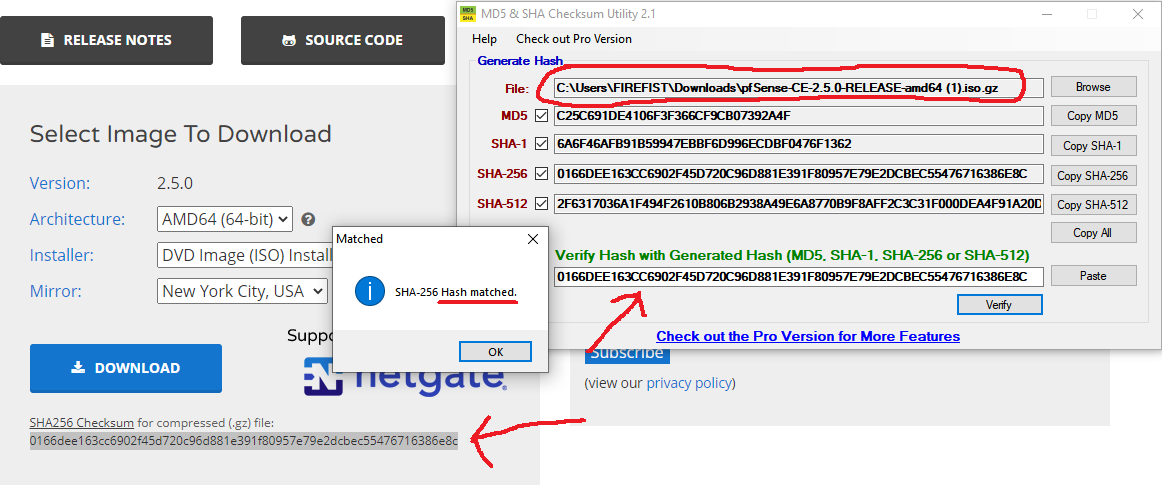 RELEASE NOTES
SOURCE CODE
Select Image To Download
Version: 2.5.0
Architecture: AMD64 (64-bit)
Installer: DVD Image (ISO) Install
Mirror: New York City, USA
DOWNLOAD
netgate
SHA256 Checksum for compressed (.gz) file:
0166dee163cc6902f45d720c96d881e391f80957e79e2dcbec55476716386e8c
Subscribe
(view our privacy policy)
MD5 & SHA Checksum Utility 2.1
Help Check out Pro Version
Generate Hash
File: C:\Users\FIREFIST\Downloads\pfSense-CE-2.5.0-RELEASE-amd64 (1).iso.gz Browse
MD5 C25C691DE4106F3F366CF9CB07392A4F Copy MD5
SHA-1 6A6F46AFB91B59947EBBF6D996ECDBF0476F1362 Copy SHA-1
SHA-256 0166DEE163CC6902F45D720C96D881E391F80957E79E2DCBEC55476716386E8C Copy SHA-256
SHA-512 2F6317036A1F494F2610B806B2938A49E6A8770B9F8AFF2C3C31F000DEA4F91A20D Copy SHA-512
Copy All
Verify Hash with Generated Hash (MD5, SHA-1, SHA-256 or SHA-512)
0166DEE163CC6902F45D720C96D881E391F80957E79E2DCBEC55476716386E8C Paste
Verify
Check out the Pro Version for More Features
Matched
SHA-256 Hash matched.
OK